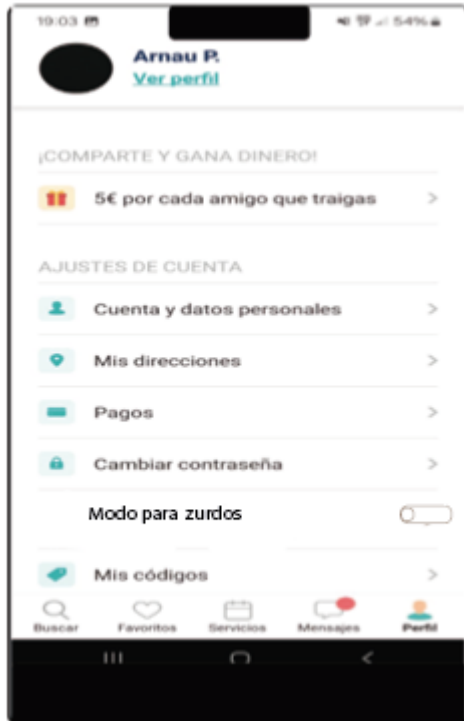 19:03 54%
Arnau P.
Ver perfil
¡COMPARTE Y GANA DINERO!
5€ por cada amigo que traigas
AJUSTES DE CUENTA
Cuenta y datos personales
Mis direcciones
Pagos
Cambiar contraseña
Modo para zurdos
Mis códigos
Buscar Favoritos Servicios Mensajes Perfil